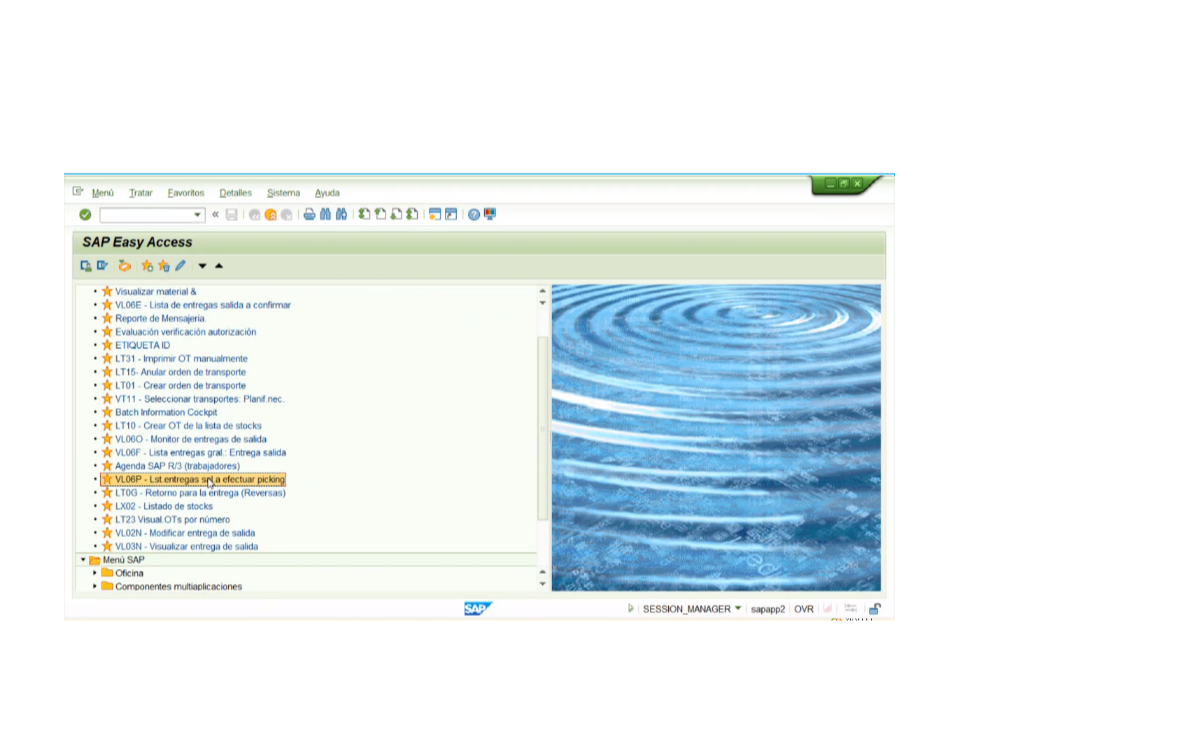 Menú Tratar Favoritos Detalles Sistema Ayuda
SAP Easy Access
Visualizar material &
VL06E - Lista de entregas salida a confirmar
Reporte de Mensajeria.
Evaluación verificación autorización
ETIQUETA ID
LT31 - Imprimir OT manualmente
LT15- Anular orden de transporte
LT01 - Crear orden de transporte
VT11 - Seleccionar transportes: Planif.nec.
Batch Information Cockpit
LT10 - Crear OT de la lista de stocks
VL06O - Monitor de entregas de salida
VL06F - Lista entregas gral.: Entrega salida
Agenda SAP R/3 (trabajadores)
VL06P - Lst.entregas sal.a efectuar picking
LT0G - Retorno para la entrega (Reversas)
LX02 - Listado de stocks
LT23 Visual.OTs por número
VL02N - Modificar entrega de salida
VL03N - Visualizar entrega de salida
Menú SAP
Oficina
Componentes multiaplicaciones
SAP
SESSION_MANAGER sapapp2 OVR